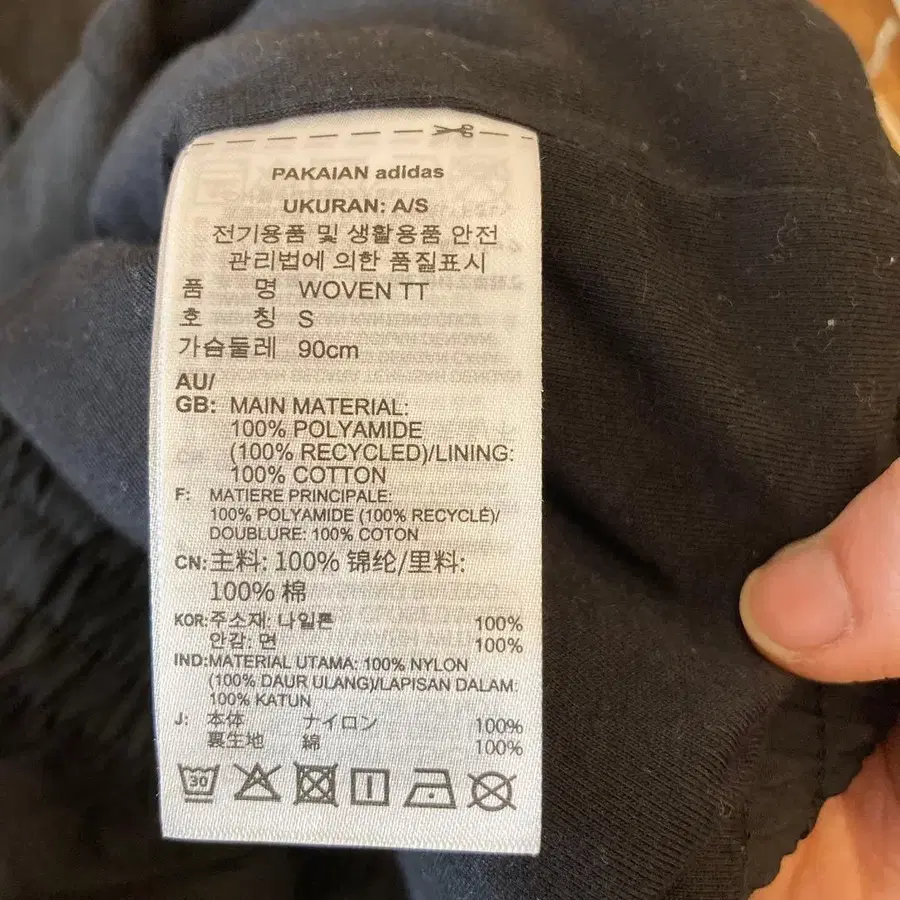 PAKAIAN adidas
UKURAN: A/S
전기용품 및 생활용품 안전
관리법에 의한 품질표시
품 명 WOVEN TT
호 칭 S
가슴둘레 90cm
AU/
GB: MAIN MATERIAL:
100% POLYAMIDE
(100% RECYCLED)/LINING:
100% COTTON
F: MATIERE PRINCIPALE:
100% POLYAMIDE (100% RECYCLÉ)/
DOUBLURE: 100% COTON
CN: 主料: 100% 锦纶/里料:
100% 棉
KOR: 주소재: 나일론 100%
안감: 면 100%
IND: MATERIAL UTAMA: 100% NYLON
(100% DAUR ULANG)/LAPISAN DALAM:
100% KATUN
J: 本体 ナイロン 100%
裏生地 綿 100%
30